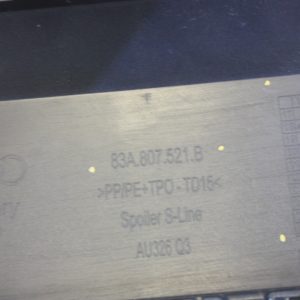 83A.807.521.B
>PP/PE+TPO - TD15<
Spoiler S-Line
AU326 Q3